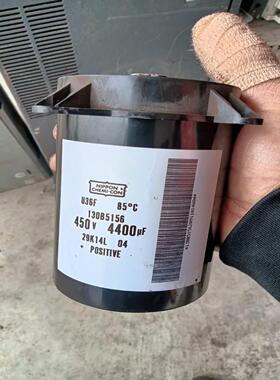 NIPPON
CHEMI-CON
U36F 85°C
130B5156
450V 4400µF
29K14L 04
+ POSITIVE